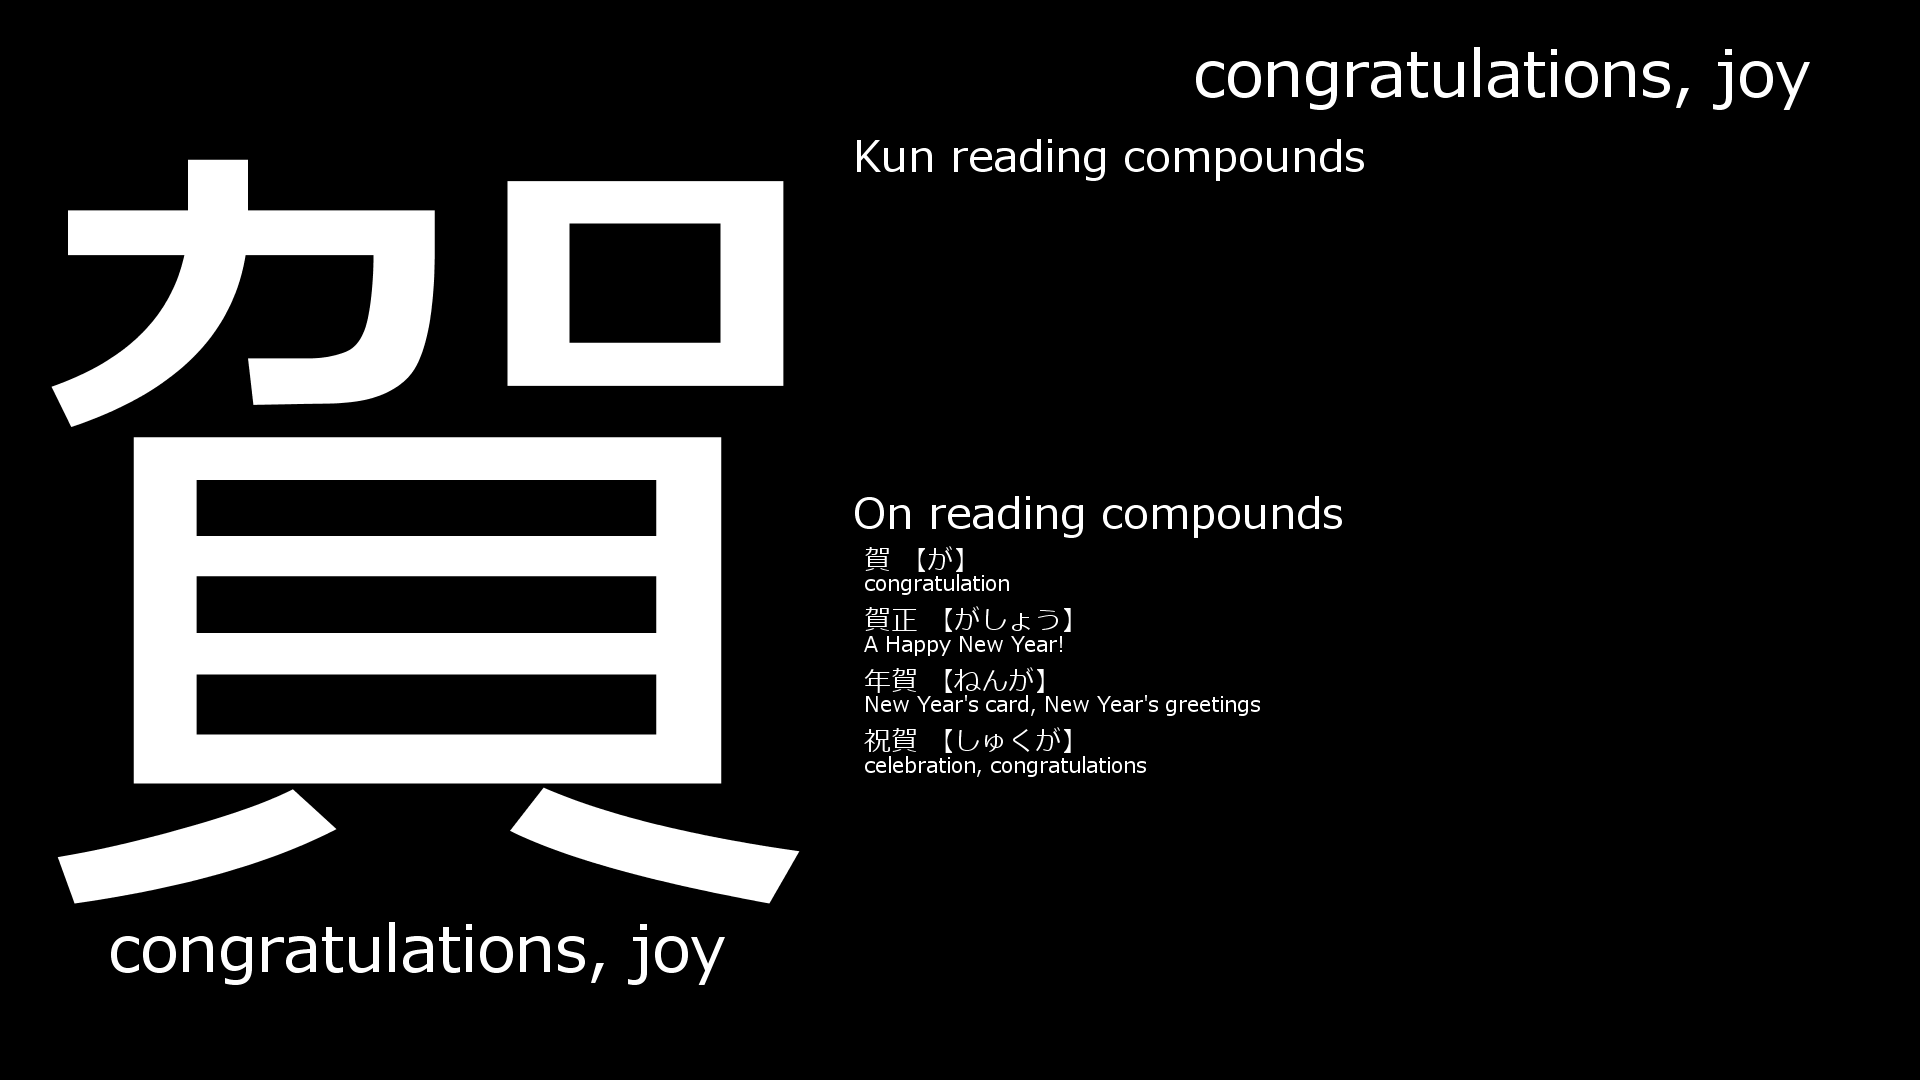 賀
congratulations, joy
congratulations, joy
Kun reading compounds
On reading compounds
賀 【が】
congratulation
賀正 【がしょう】
A Happy New Year!
年賀 【ねんが】
New Year's card, New Year's greetings
祝賀 【しゅくが】
celebration, congratulations